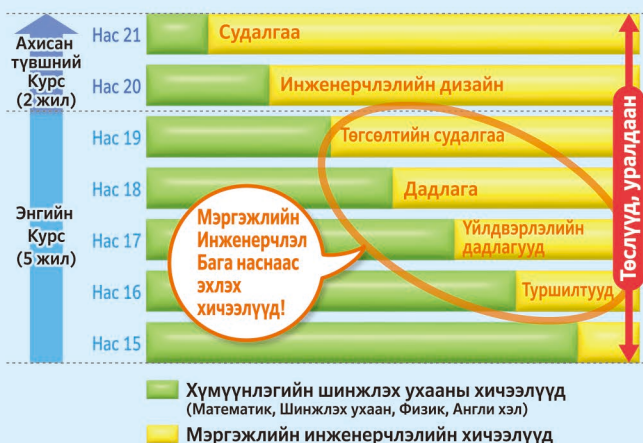 Ахисан
түвшний
Курс
(2 жил)
Нас 21
Судалгаа
Нас 20
Инженерчлэлийн дизайн
Энгийн
Курс
(5 жил)
Нас 19
Төгсөлтийн судалгаа
Нас 18
Дадлага
Нас 17
Үйлдвэрлэлийн
дадлагууд
Нас 16
Туршилтууд
Нас 15
Мэргэжлийн
Инженерчлэл
Бага наснаас
эхлэх
хичээлүүд!
Төслүүд, уралдаан
Хүмүүнлэгийн шинжлэх ухааны хичээлүүд
(Математик, Шинжлэх ухаан, Физик, Англи хэл)
Мэргэжлийн инженерчлэлийн хичээлүүд